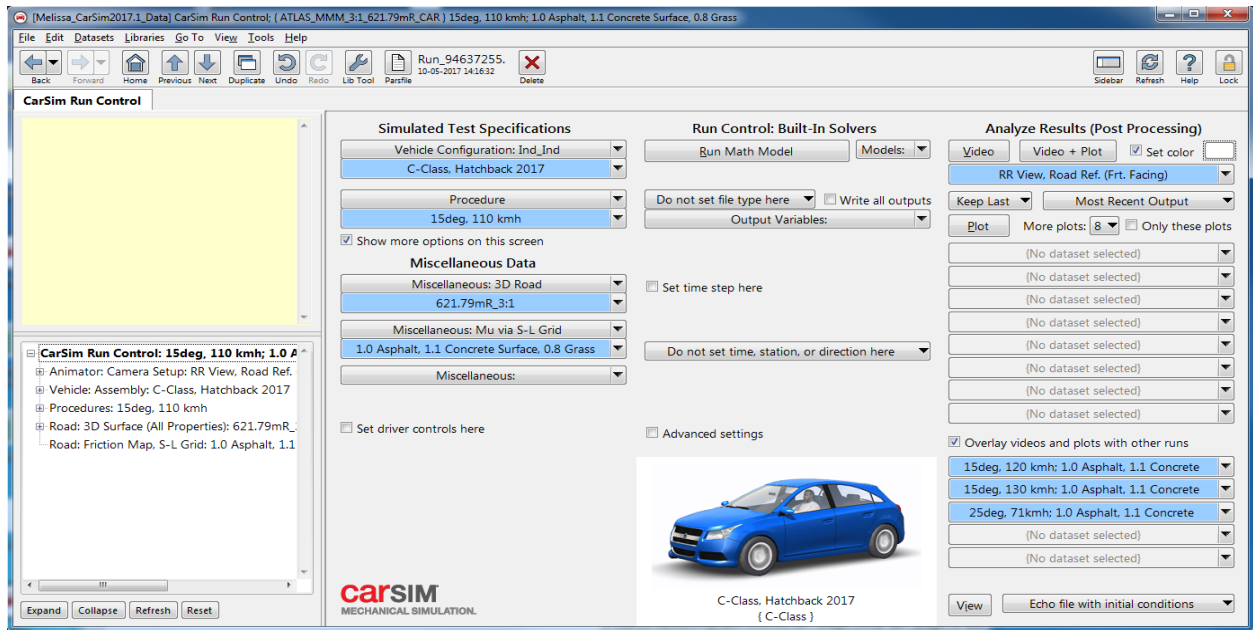 [Melissa_CarSim2017.1_Data] CarSim Run Control; ( ATLAS_MMM_3:1_621.79mR_CAR ) 15deg, 110 kmh; 1.0 Asphalt, 1.1 Concrete Surface, 0.8 Grass
File Edit Datasets Libraries Go To View Tools Help
Back Forward Home Previous Next Duplicate Undo Redo Lib Tool Parsfile
Run_94637255.
10-05-2017 14:16:32
Delete
Sidebar Refresh Help Lock
CarSim Run Control
CarSim Run Control: 15deg, 110 kmh; 1.0 A
Animator: Camera Setup: RR View, Road Ref.
Vehicle: Assembly: C-Class, Hatchback 2017
Procedures: 15deg, 110 kmh
Road: 3D Surface (All Properties): 621.79mR_
Road: Friction Map, S-L Grid: 1.0 Asphalt, 1.1
Expand Collapse Refresh Reset
Simulated Test Specifications
Vehicle Configuration: Ind_Ind
C-Class, Hatchback 2017
Procedure
15deg, 110 kmh
Show more options on this screen
Miscellaneous Data
Miscellaneous: 3D Road
621.79mR_3:1
Miscellaneous: Mu via S-L Grid
1.0 Asphalt, 1.1 Concrete Surface, 0.8 Grass
Miscellaneous:
Set driver controls here
carSIM
MECHANICAL SIMULATION.
Run Control: Built-In Solvers
Run Math Model
Models:
Do not set file type here
Write all outputs
Output Variables:
Set time step here
Do not set time, station, or direction here
Advanced settings
C-Class, Hatchback 2017
{ C-Class }
Analyze Results (Post Processing)
Video Video + Plot Set color
RR View, Road Ref. (Frt. Facing)
Keep Last Most Recent Output
Plot More plots: 8 Only these plots
{No dataset selected}
{No dataset selected}
{No dataset selected}
{No dataset selected}
{No dataset selected}
{No dataset selected}
{No dataset selected}
{No dataset selected}
Overlay videos and plots with other runs
15deg, 120 kmh; 1.0 Asphalt, 1.1 Concrete
15deg, 130 kmh; 1.0 Asphalt, 1.1 Concrete
25deg, 71kmh; 1.0 Asphalt, 1.1 Concrete
{No dataset selected}
{No dataset selected}
View Echo file with initial conditions